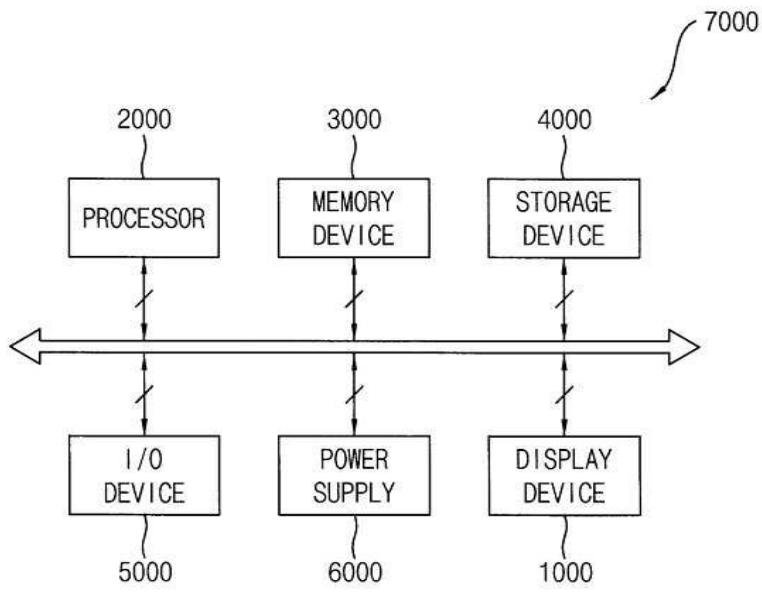 7000
2000 3000 4000
PROCESSOR
MEMORY
DEVICE
STORAGE
DEVICE
I/O
DEVICE
POWER
SUPPLY
DISPLAY
DEVICE
5000 6000 1000